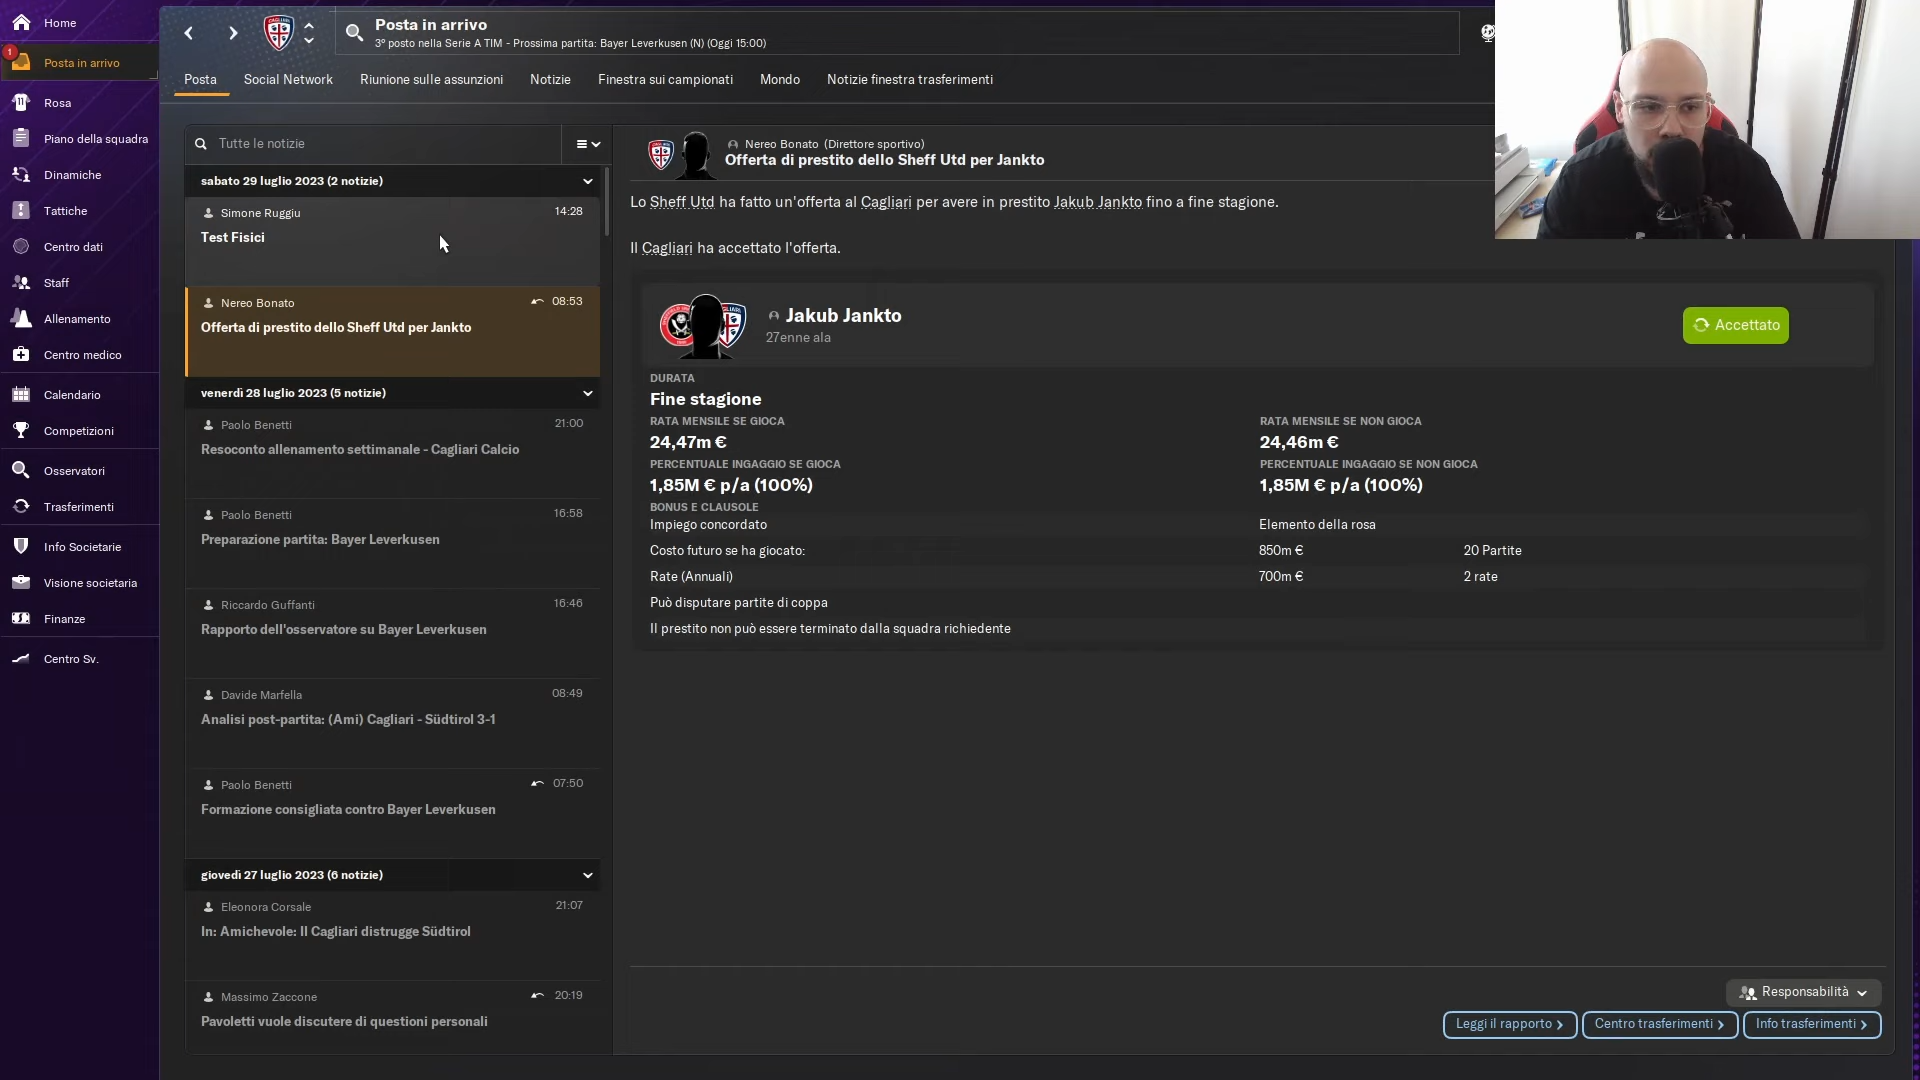 Home
1
Posta in arrivo
Rosa
Piano della squadra
Dinamiche
Tattiche
Centro dati
Staff
Allenamento
Centro medico
Calendario
Competizioni
Osservatori
Trasferimenti
Info Societarie
Visione societaria
Finanze
Centro Sv.
Posta in arrivo
3° posto nella Serie A TIM - Prossima partita: Bayer Leverkusen (N) (Oggi 15:00)
Posta
Social Network
Riunione sulle assunzioni
Notizie
Finestra sui campionati
Mondo
Notizie finestra trasferimenti
Tutte le notizie
sabato 29 luglio 2023 (2 notizie)
Simone Ruggiu 14:28
Test Fisici
Nereo Bonato 08:53
Offerta di prestito dello Sheff Utd per Jankto
venerdì 28 luglio 2023 (5 notizie)
Paolo Benetti 21:00
Resoconto allenamento settimanale - Cagliari Calcio
Paolo Benetti 16:58
Preparazione partita: Bayer Leverkusen
Riccardo Guffanti 16:46
Rapporto dell'osservatore su Bayer Leverkusen
Davide Marfella 08:49
Analisi post-partita: (Ami) Cagliari - Südtirol 3-1
Paolo Benetti 07:50
Formazione consigliata contro Bayer Leverkusen
giovedì 27 luglio 2023 (6 notizie)
Eleonora Corsale 21:07
In: Amichevole: Il Cagliari distrugge Südtirol
Massimo Zaccone 20:19
Pavoletti vuole discutere di questioni personali
Nereo Bonato (Direttore sportivo)
Offerta di prestito dello Sheff Utd per Jankto
Lo Sheff Utd ha fatto un'offerta al Cagliari per avere in prestito Jakub Jankto fino a fine stagione.
Il Cagliari ha accettato l'offerta.
Jakub Jankto
27enne ala
Accettato
DURATA
Fine stagione
RATA MENSILE SE GIOCA RATA MENSILE SE NON GIOCA
24,47m € 24,46m €
PERCENTUALE INGAGGIO SE GIOCA PERCENTUALE INGAGGIO SE NON GIOCA
1,85M € p/a (100%) 1,85M € p/a (100%)
BONUS E CLAUSOLE
Impiego concordato Elemento della rosa
Costo futuro se ha giocato: 850m € 20 Partite
Rate (Annuali) 700m € 2 rate
Può disputare partite di coppa
Il prestito non può essere terminato dalla squadra richiedente
Responsabilità
Leggi il rapporto
Centro trasferimenti
Info trasferimenti